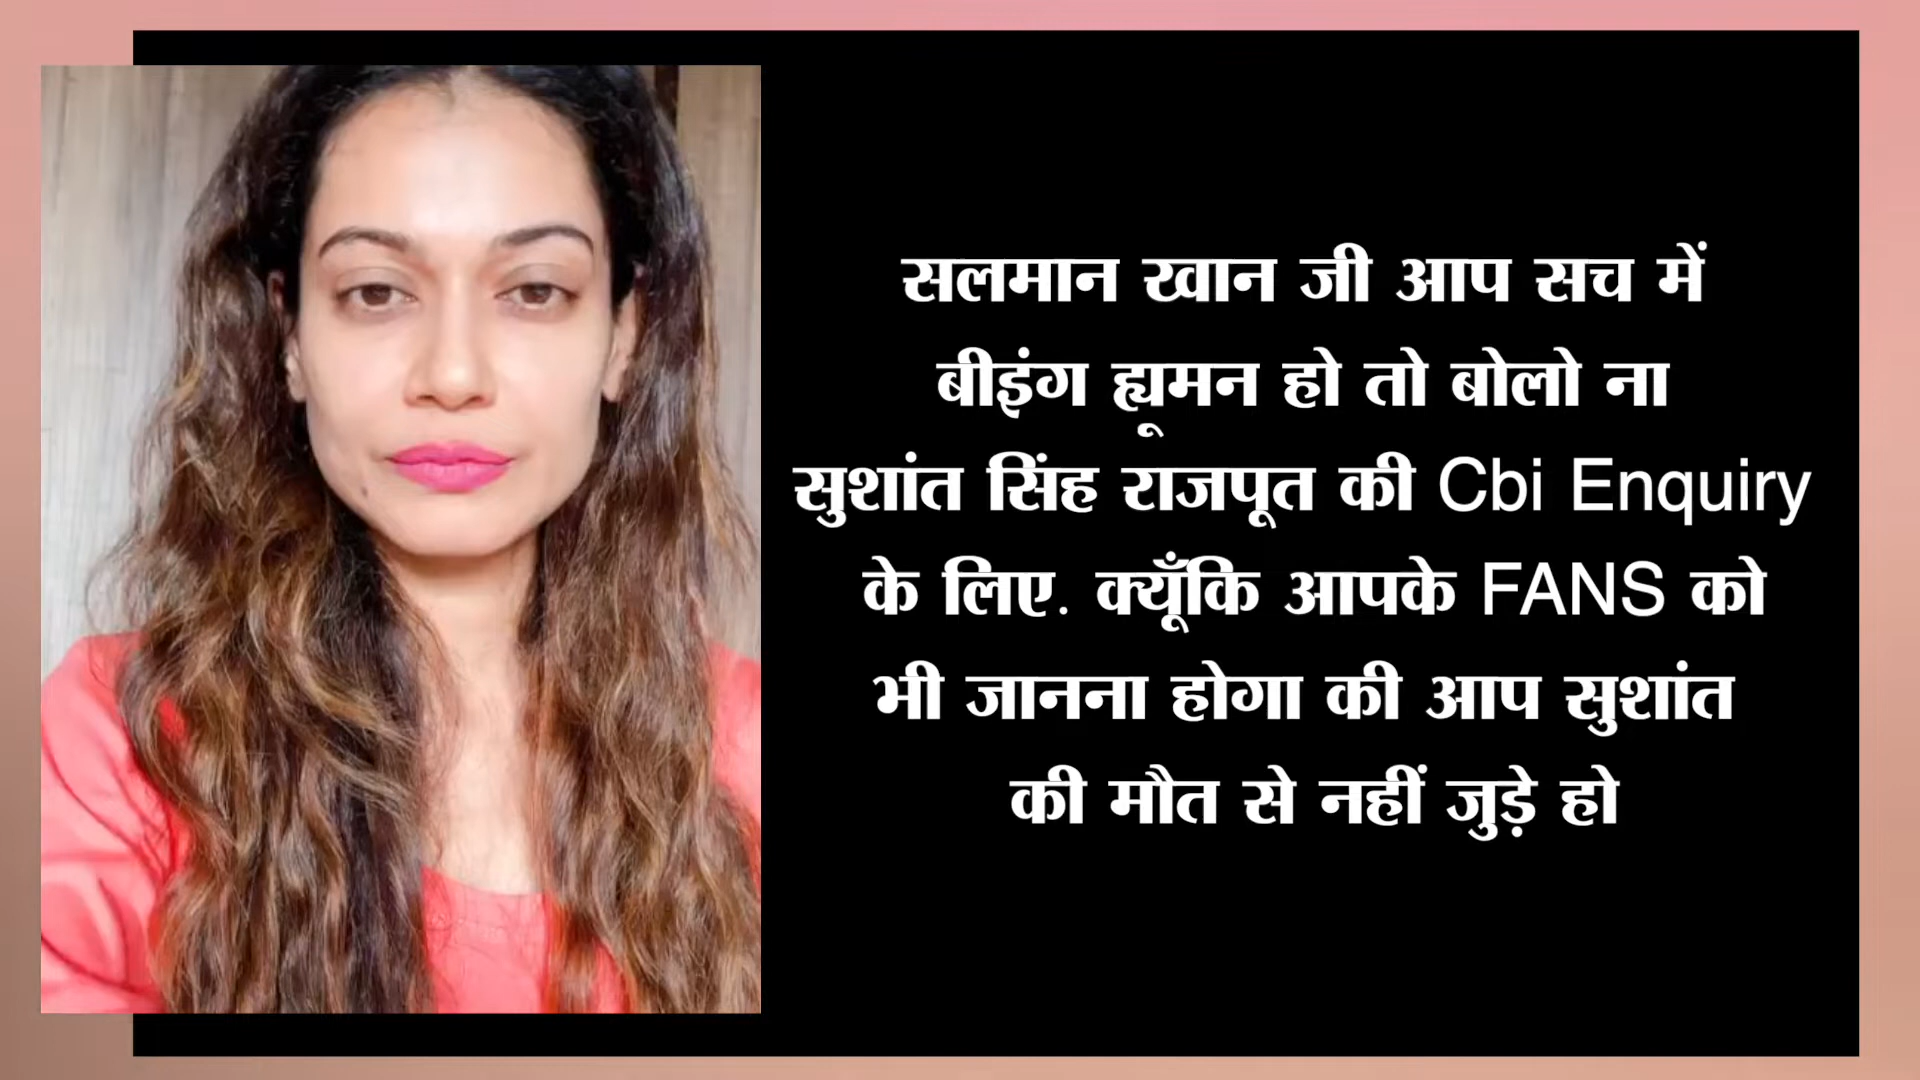 सलमान खान जी आप सच में
बीइंग ह्यूमन हो तो बोलो ना
सुशांत सिंह राजपूत की Cbi Enquiry
के लिए. क्यूँकि आपके FANS को
भी जानना होगा की आप सुशांत
की मौत से नहीं जुड़े हो